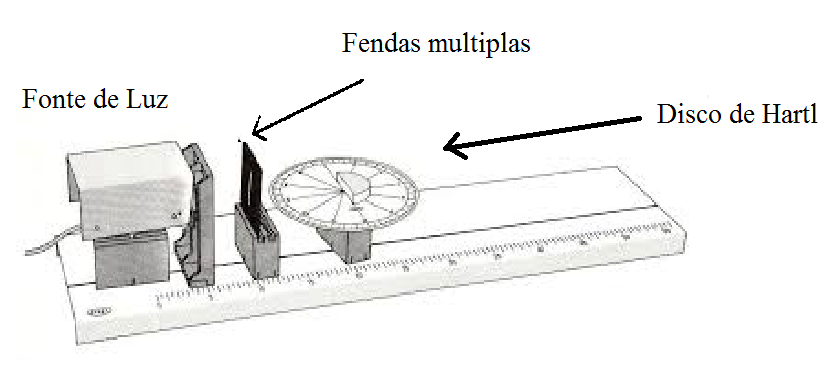 Fendas multiplas
Fonte de Luz
Disco de Hartl